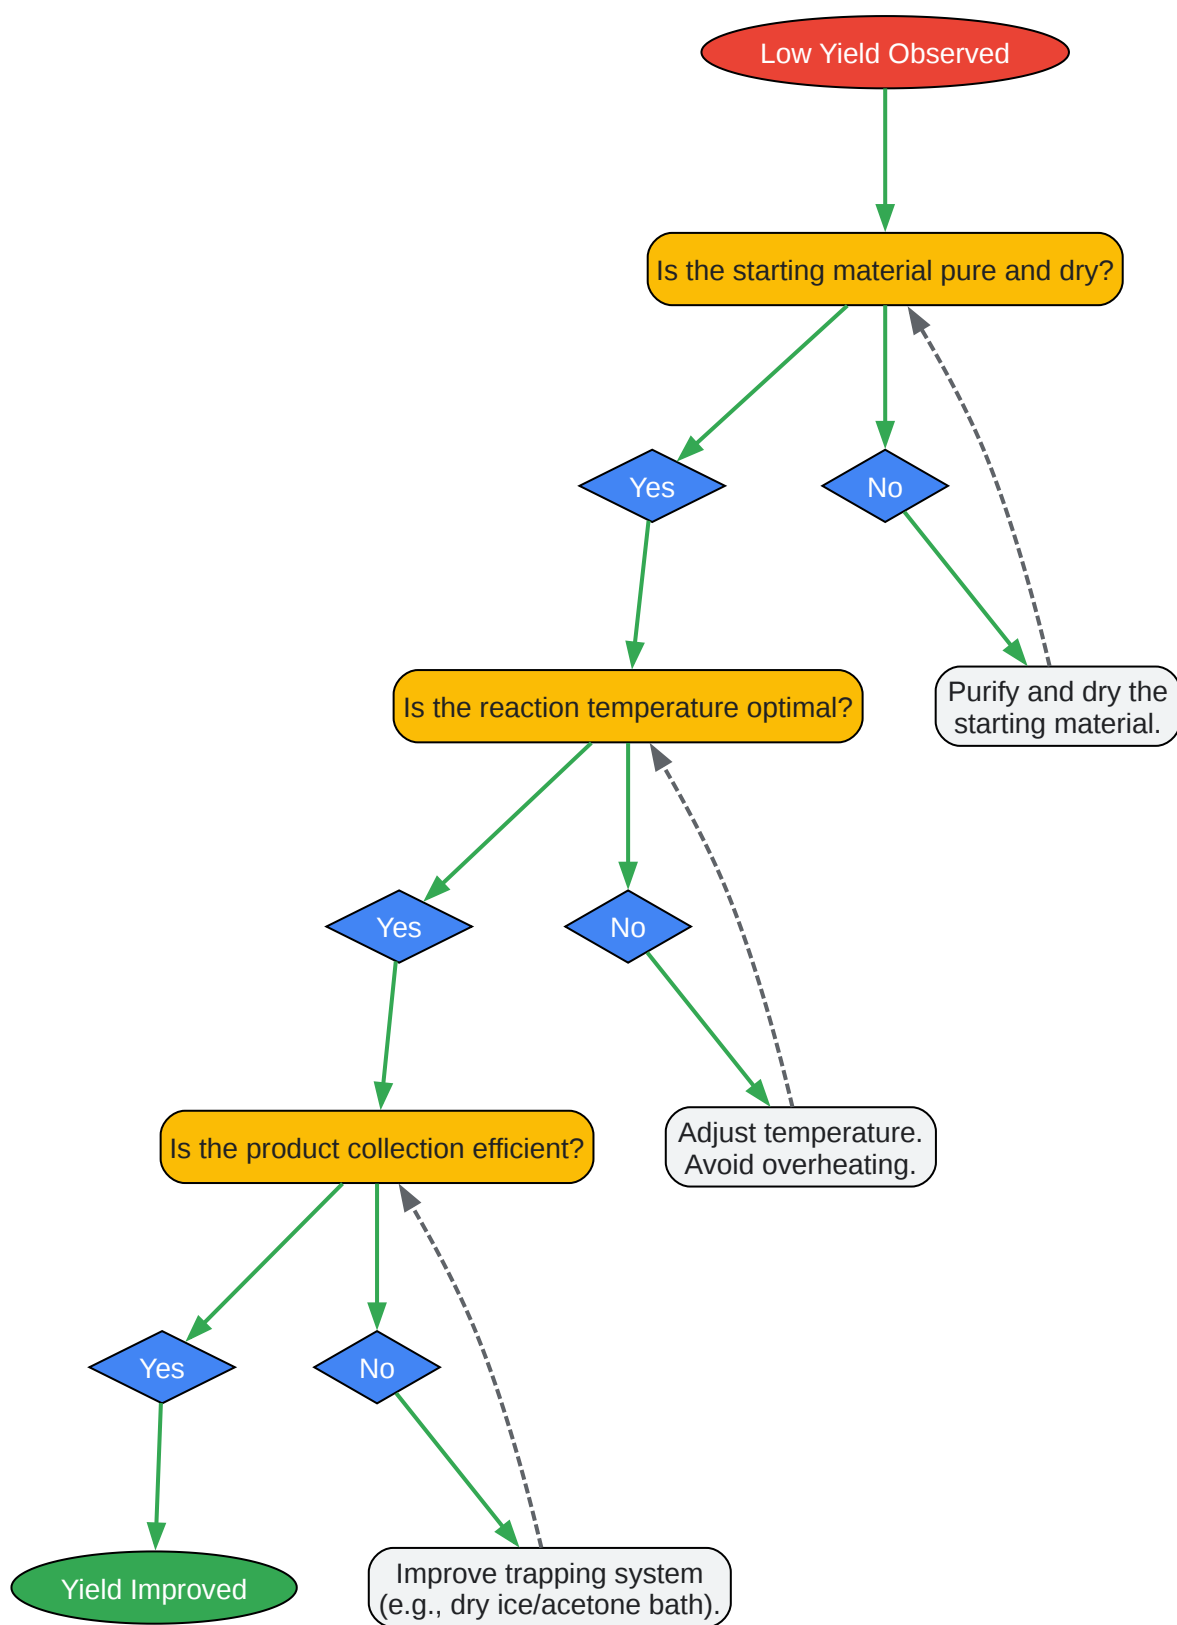 Low Yield Observed
Is the starting material pure and dry?
Yes
No
Purify and dry the
starting material.
Is the reaction temperature optimal?
Yes
No
Adjust temperature.
Avoid overheating.
Is the product collection efficient?
Yes
No
Improve trapping system
(e.g., dry ice/acetone bath).
Yield Improved